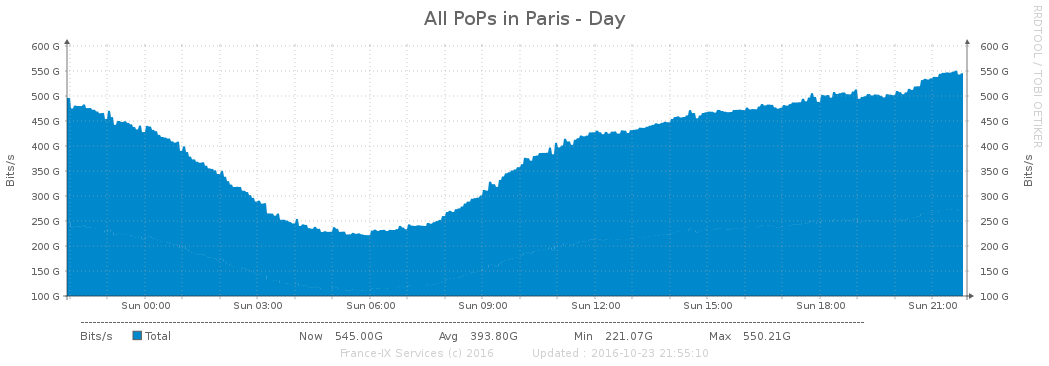 All PoPs in Paris - Day
RRDTOOL / TOBI OETIKER
600 G 600 G
550 G 550 G
500 G 500 G
450 G 450 G
400 G 400 G
350 G 350 G
300 G 300 G
250 G 250 G
200 G 200 G
150 G 150 G
100 G 100 G
Bits/s
Bits/s
Sun 00:00 Sun 03:00 Sun 06:00 Sun 09:00 Sun 12:00 Sun 15:00 Sun 18:00 Sun 21:00
Bits/s Total Now 545.00G Avg 393.80G Min 221.07G Max 550.21G
France-IX Services (c) 2016 Updated : 2016-10-23 21:55:10